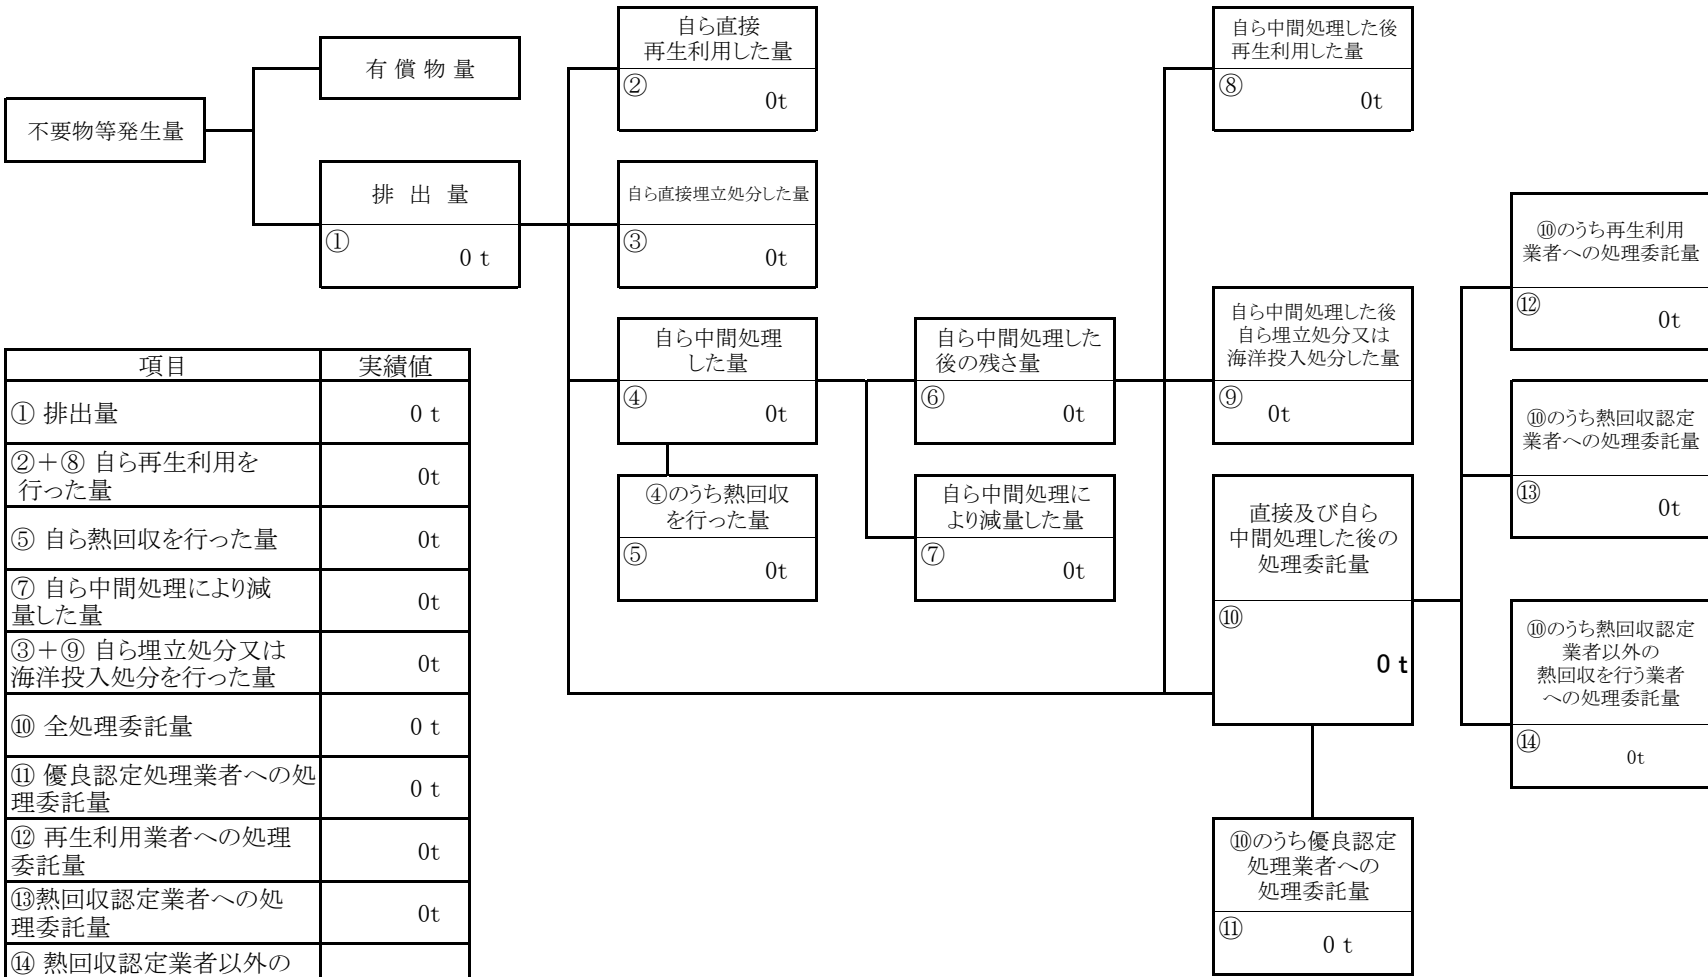 不要物等発生量
有 償 物 量
排 出 量
①
0 t
自ら直接
再生利用した量
②
0t
自ら直接埋立処分した量
③
0t
自ら中間処理
した量
④
0t
④のうち熱回収
を行った量
⑤
0t
自ら中間処理した
後の残さ量
⑥
0t
自ら中間処理に
より減量した量
⑦
0t
自ら中間処理した後
再生利用した量
⑧
0t
自ら中間処理した後
自ら埋立処分又は
海洋投入処分した量
⑨
0t
直接及び自ら
中間処理した後の
処理委託量
⑩
0 t
⑩のうち優良認定
処理業者への
処理委託量
⑪
0 t
⑩のうち再生利用
業者への処理委託量
⑫
0t
⑩のうち熱回収認定
業者への処理委託量
⑬
0t
⑩のうち熱回収認定
業者以外の
熱回収を行う業者
への処理委託量
⑭
0t
項目
実績値
① 排出量
0 t
②＋⑧ 自ら再生利用を
行った量
0t
⑤ 自ら熱回収を行った量
0t
⑦ 自ら中間処理により減
量した量
0t
③＋⑨ 自ら埋立処分又は
海洋投入処分を行った量
0t
⑩ 全処理委託量
0 t
⑪ 優良認定処理業者への処
理委託量
0 t
⑫ 再生利用業者への処理
委託量
0t
⑬熱回収認定業者への処
理委託量
0t
⑭ 熱回収認定業者以外の